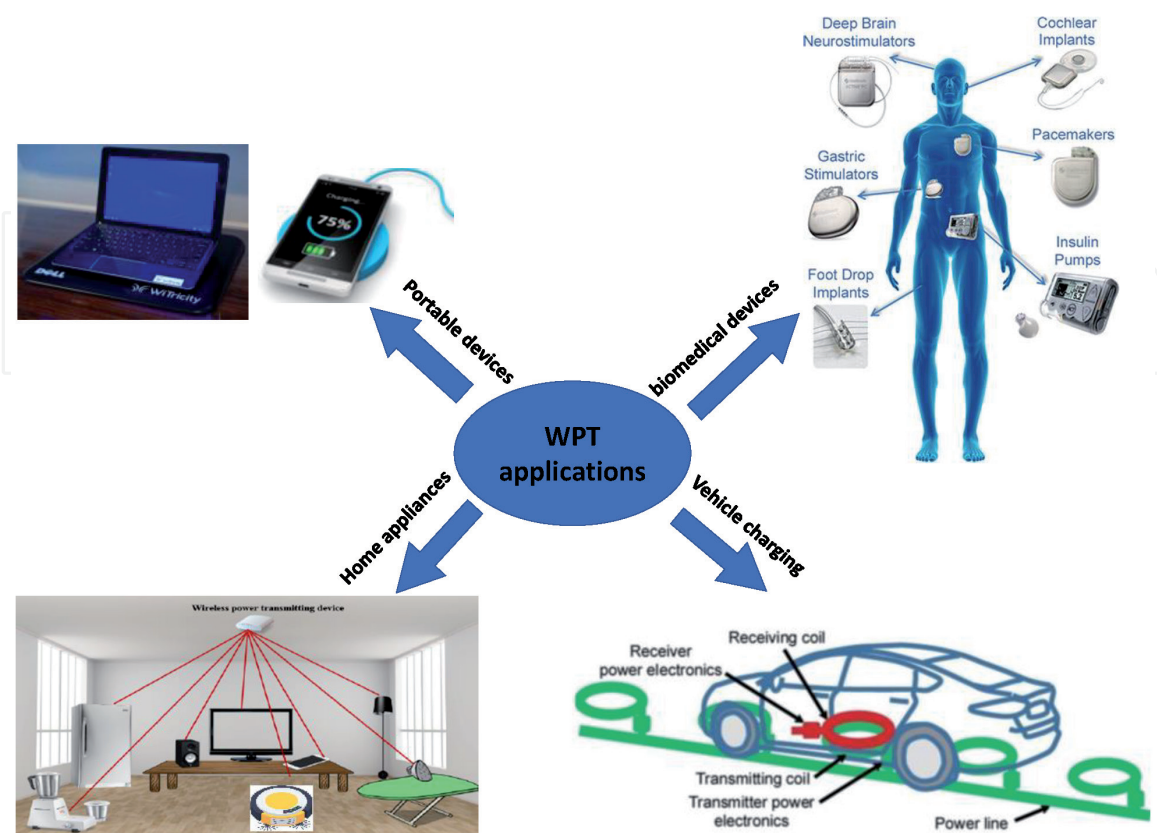 Deep Brain
Neurostimulators
Cochlear
Implants
Pacemakers
Gastric
Stimulators
Insulin
Pumps
Foot Drop
Implants
Charging...
75%
DELL
WiTricity
Portable devices
biomedical devices
WPT
applications
Home appliances
Vehicle charging
Wireless power transmitting device
Receiving coil
Receiver
power electronics
Transmitting coil
Transmitter power
electronics
Power line